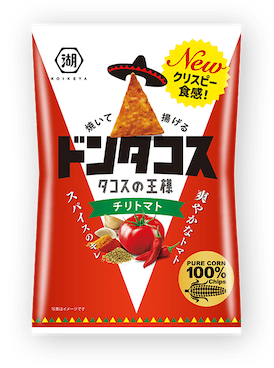 湖
KOIKEYA
New
クリスピー
食感！
焼いて 揚げる
ドンタコス
タコスの王様
チリトマト
スパイスのキレ
爽やかなトマト
PURE CORN
100%
Chips
写真はイメージです